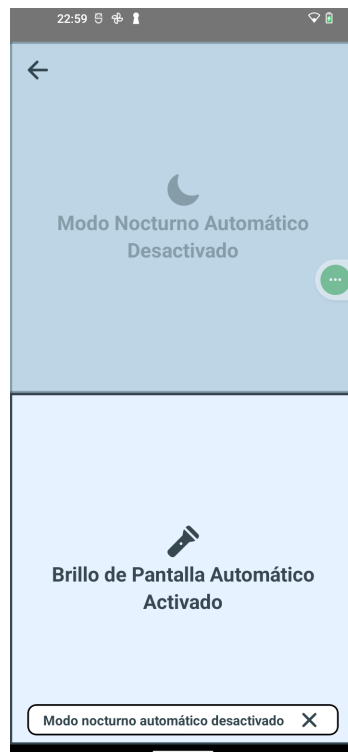 22:59
Modo Nocturno Automático
Desactivado
Brillo de Pantalla Automático
Activado
Modo nocturno automático desactivado